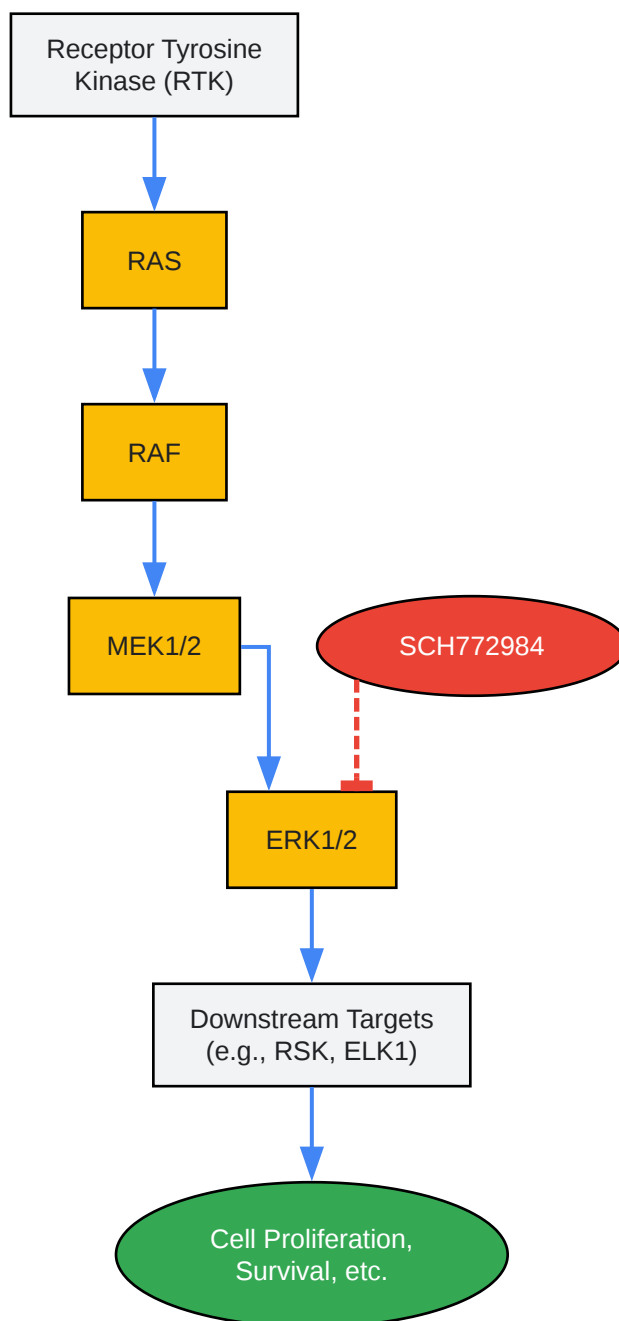 Receptor Tyrosine
Kinase (RTK)
RAS
RAF
MEK1/2
SCH772984
ERK1/2
Downstream Targets
(e.g., RSK, ELK1)
Cell Proliferation,
Survival, etc.